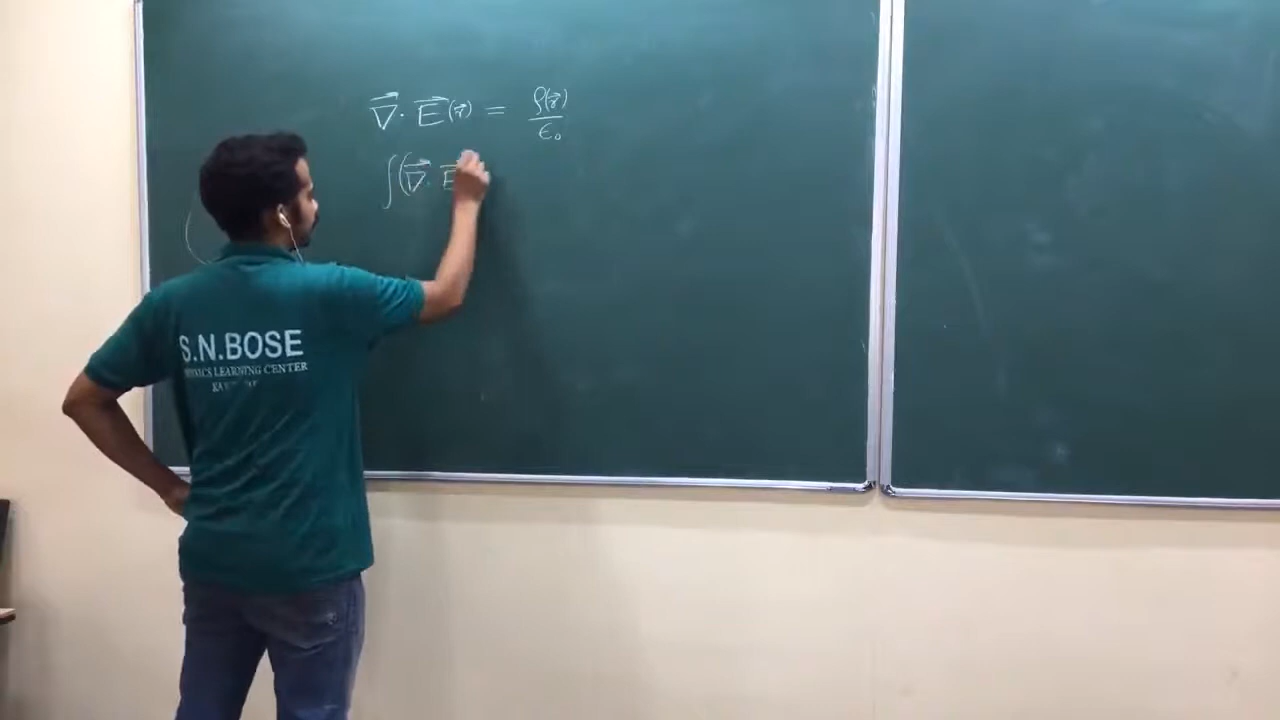 ∇⃗ · E⃗(r⃗) = ρ(r⃗)/ε₀
∫(∇⃗ · E⃗
S.N.BOSE
PHYSICS LEARNING CENTER